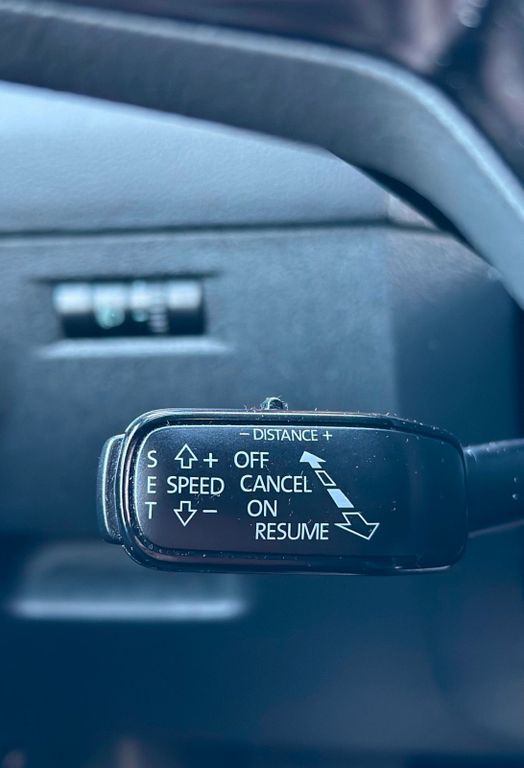 − DISTANCE +
S + OFF
E SPEED CANCEL
T − ON
RESUME